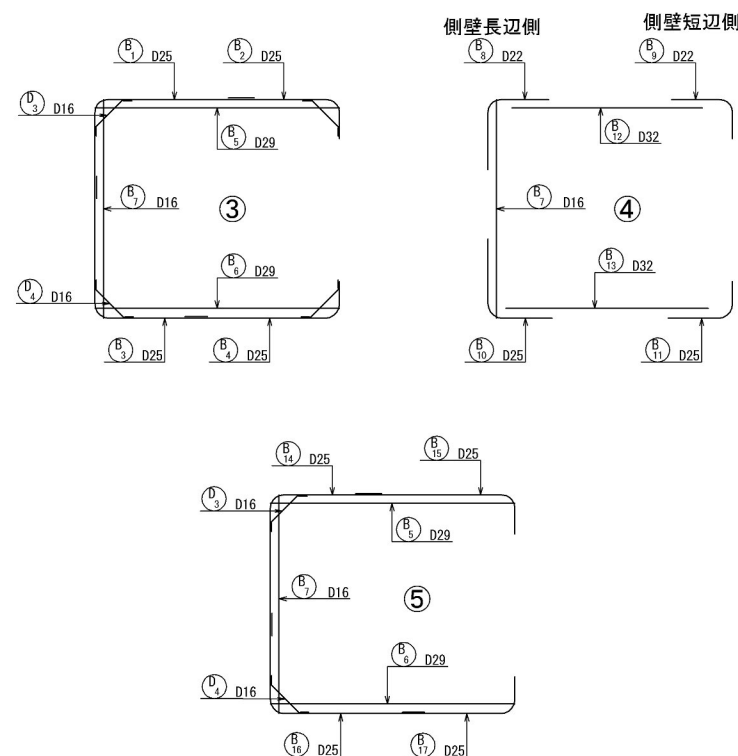 側壁長辺側
側壁短辺側
B1 D25
B2 D25
B8 D22
B9 D22
D3 D16
B5 D29
B12 D32
B7 D16
③
B7 D16
④
B6 D29
B13 D32
D4 D16
B3 D25
B4 D25
B10 D25
B11 D25
B14 D25
B15 D25
D3 D16
B5 D29
B7 D16
⑤
B6 D29
D4 D16
B16 D25
B17 D25